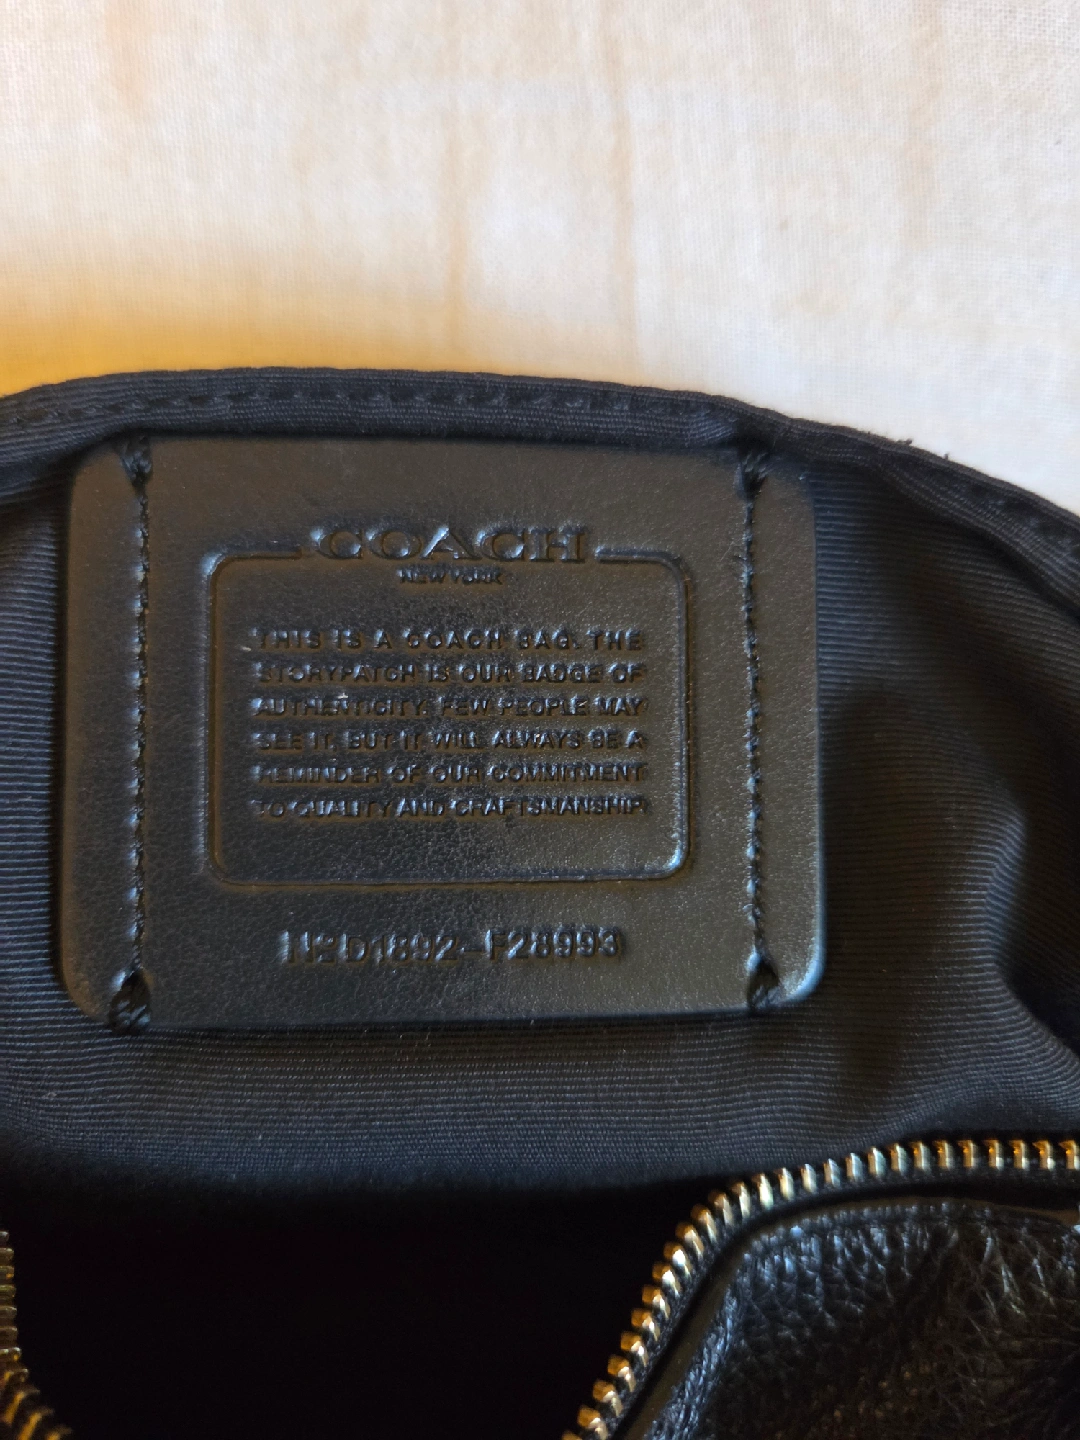 COACH
NEW YORK
THIS IS A COACH BAG. THE
STORYPATCH IS OUR BADGE OF
AUTHENTICITY. FEW PEOPLE MAY
SEE IT, BUT IT WILL ALWAYS BE A
REMINDER OF OUR COMMITMENT
TO QUALITY AND CRAFTSMANSHIP.
Nº D1892-F28993